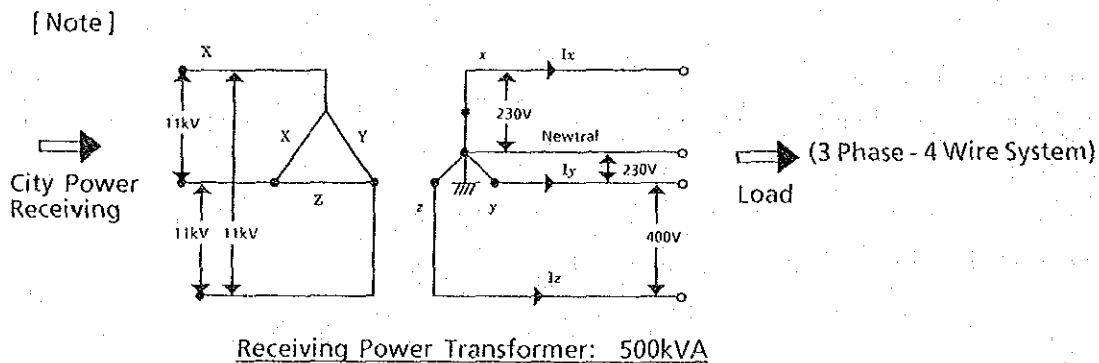 [Note]
X
x
Ix
11kV
230V
X
Y
Newtral
City Power
Receiving
Z
z
y
Iy
230V
Load
(3 Phase - 4 Wire System)
11kV
11kV
400V
Iz
Receiving Power Transformer: 500kVA